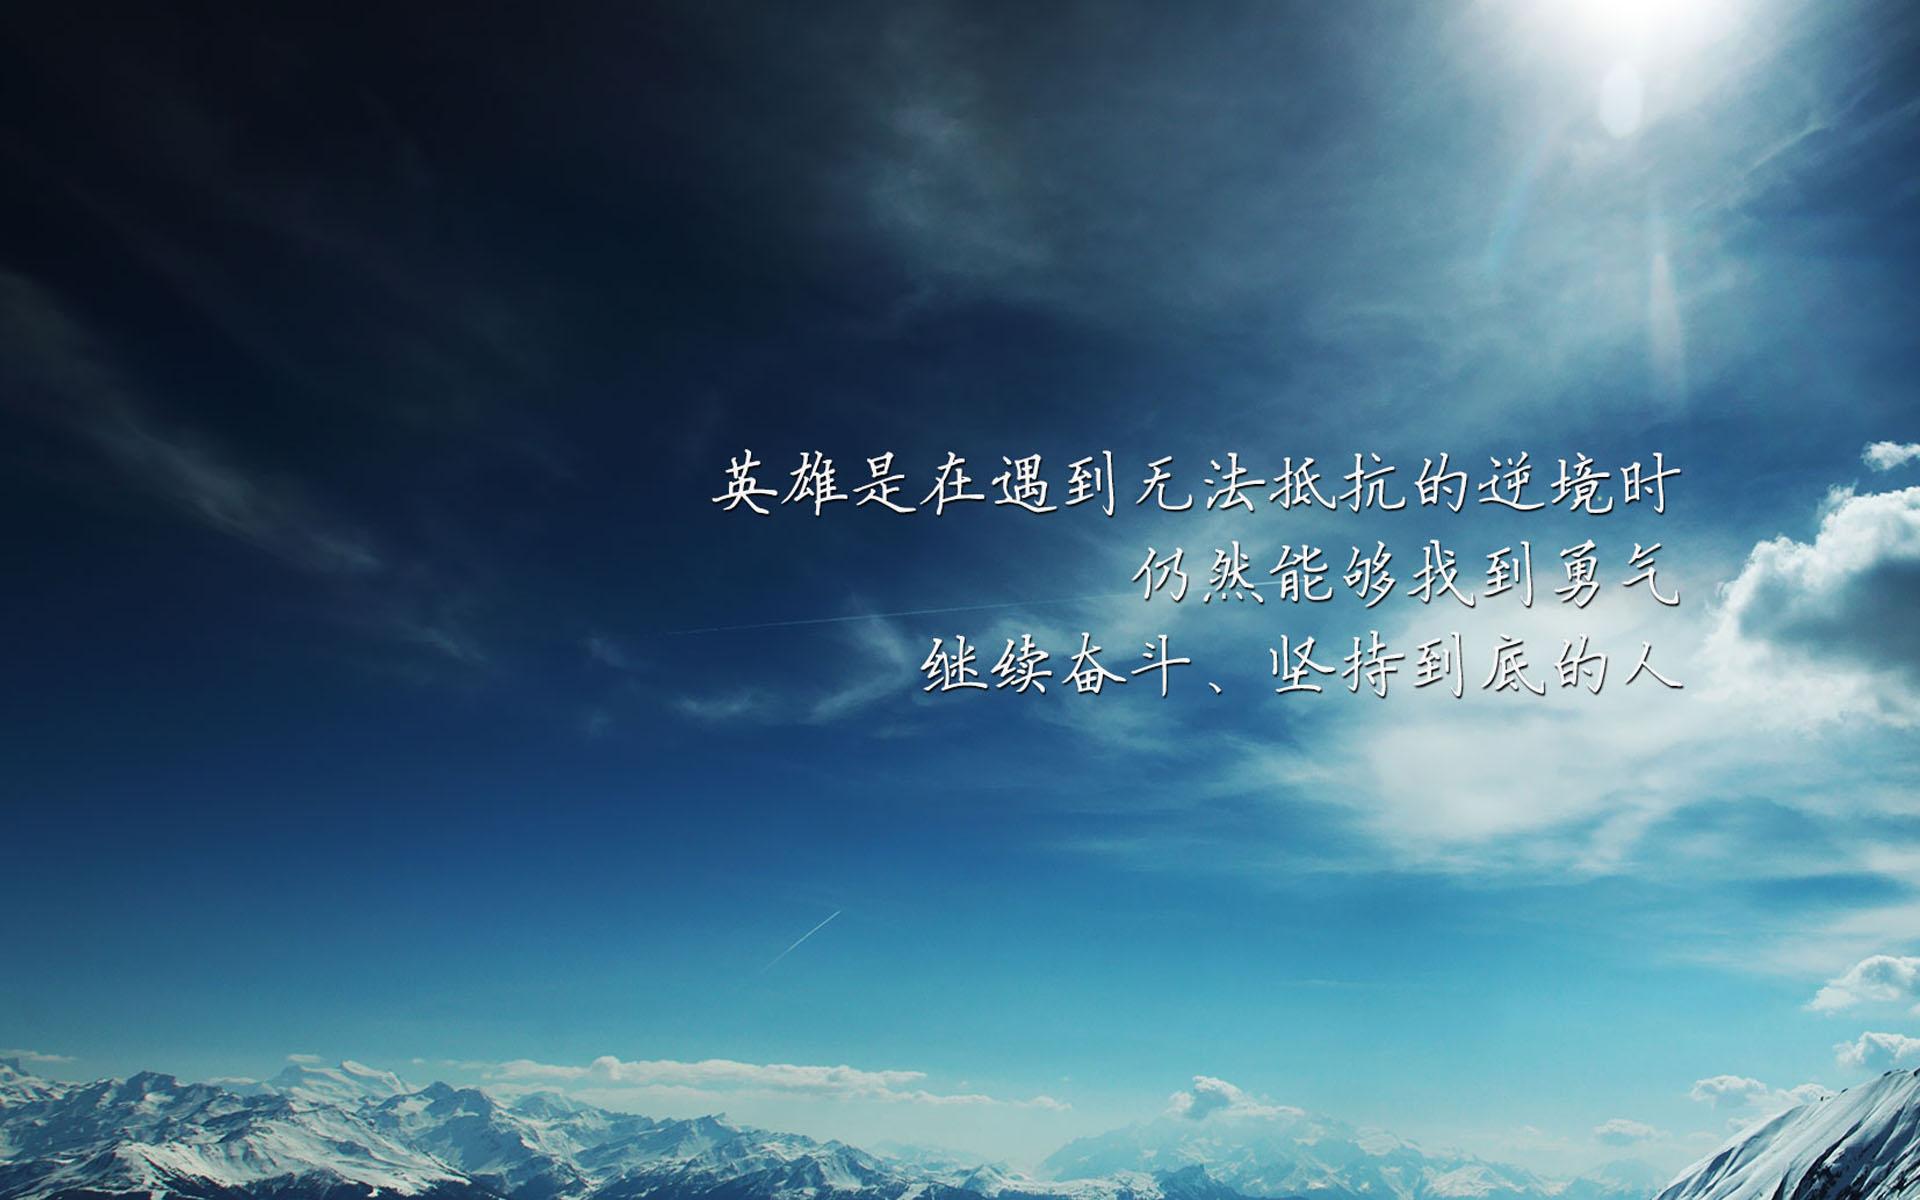 英雄是在遇到无法抵抗的逆境时
仍然能够找到勇气
继续奋斗、坚持到底的人